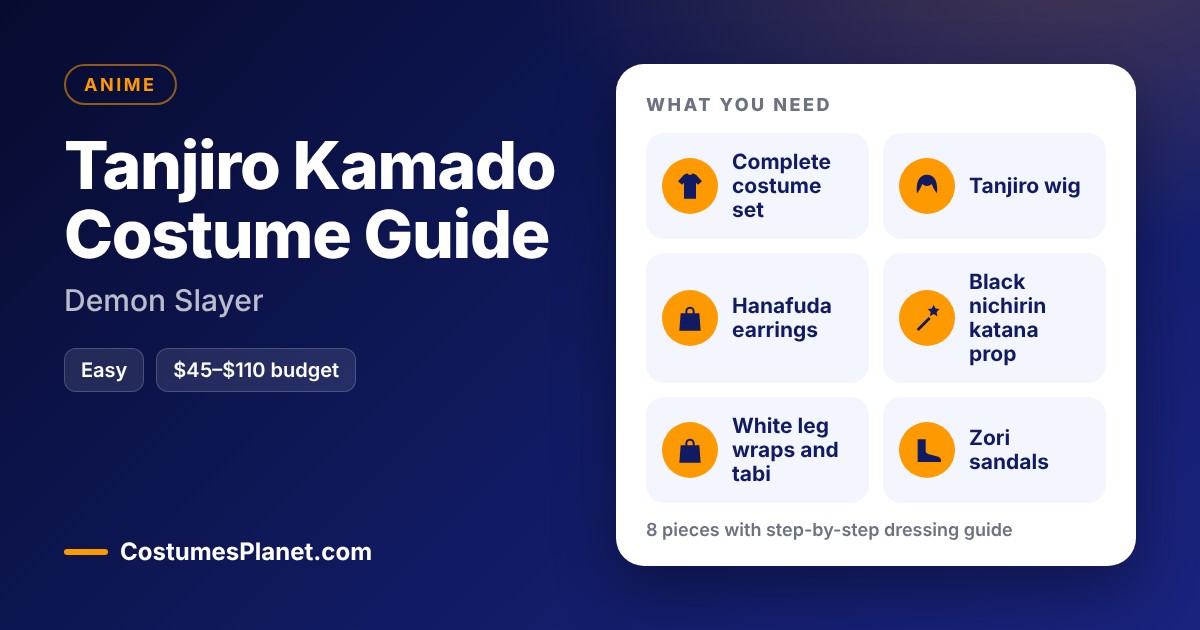 ANIME
Tanjiro Kamado
Costume Guide
Demon Slayer
Easy
$45–$110 budget
CostumesPlanet.com
WHAT YOU NEED
Complete
costume
set
Tanjiro wig
Hanafuda
earrings
Black
nichirin
katana
prop
White leg
wraps and
tabi
Zori
sandals
8 pieces with step-by-step dressing guide